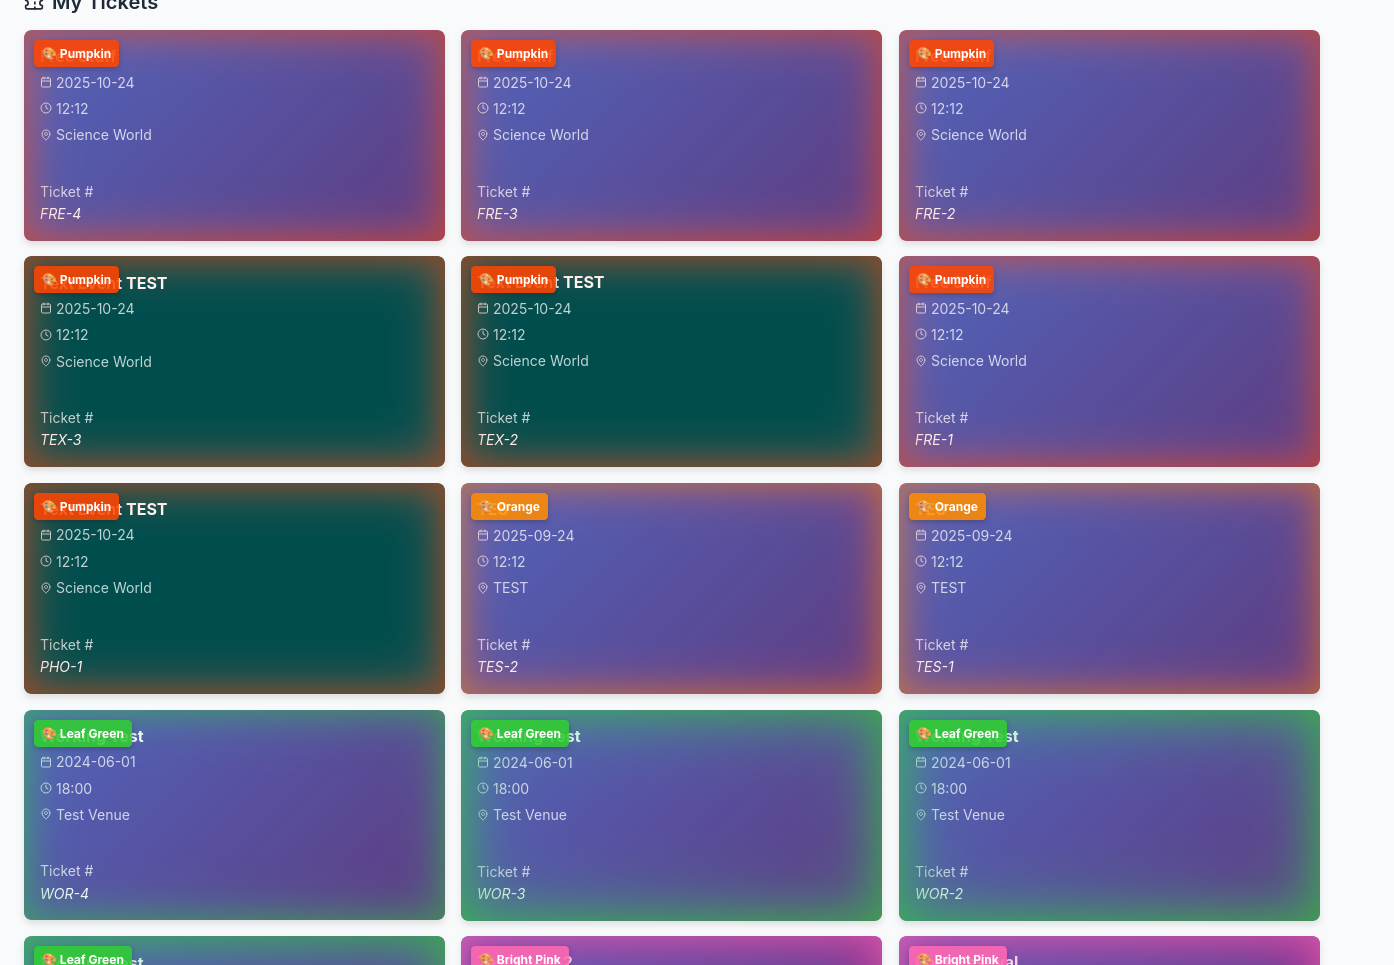 My Tickets
Pumpkin
2025-10-24
12:12
Science World
Ticket #
FRE-4
Pumpkin
2025-10-24
12:12
Science World
Ticket #
FRE-3
Pumpkin
2025-10-24
12:12
Science World
Ticket #
FRE-2
Pumpkin
TEST
2025-10-24
12:12
Science World
Ticket #
TEX-3
Pumpkin
TEST
2025-10-24
12:12
Science World
Ticket #
TEX-2
Pumpkin
2025-10-24
12:12
Science World
Ticket #
FRE-1
Pumpkin
TEST
2025-10-24
12:12
Science World
Ticket #
PHO-1
Orange
2025-09-24
12:12
TEST
Ticket #
TES-2
Orange
2025-09-24
12:12
TEST
Ticket #
TES-1
Leaf Green
2024-06-01
18:00
Test Venue
Ticket #
WOR-4
Leaf Green
2024-06-01
18:00
Test Venue
Ticket #
WOR-3
Leaf Green
2024-06-01
18:00
Test Venue
Ticket #
WOR-2
Leaf Green
Bright Pink
Bright Pink